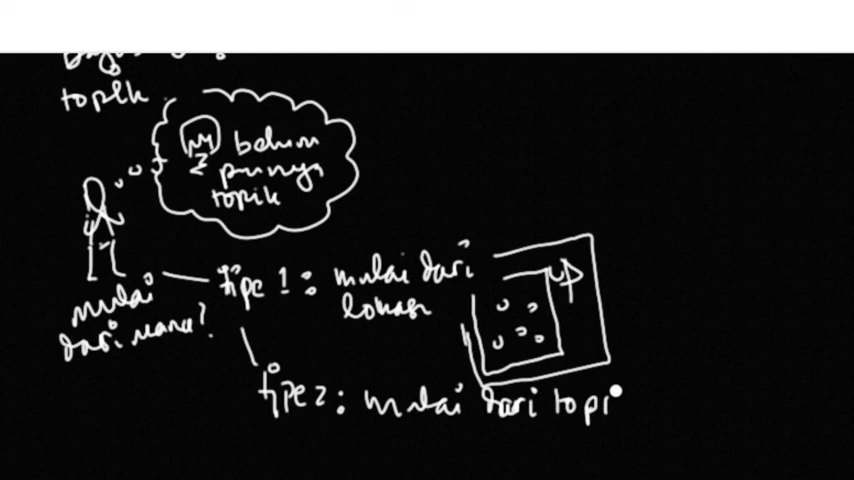 topik
belum
punya
topik
mulai
dari mana?
tipe 1 : mulai dari
lokasi
tipe 2 : mulai dari topi